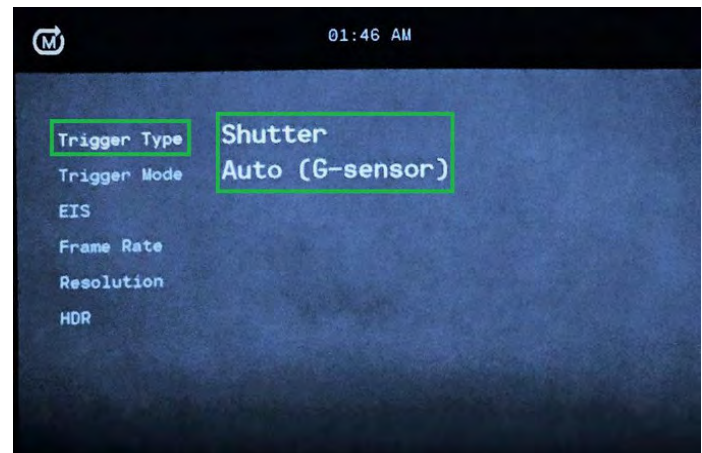 M
01:46 AM
Trigger Type
Shutter
Auto (G-sensor)
Trigger Mode
EIS
Frame Rate
Resolution
HDR